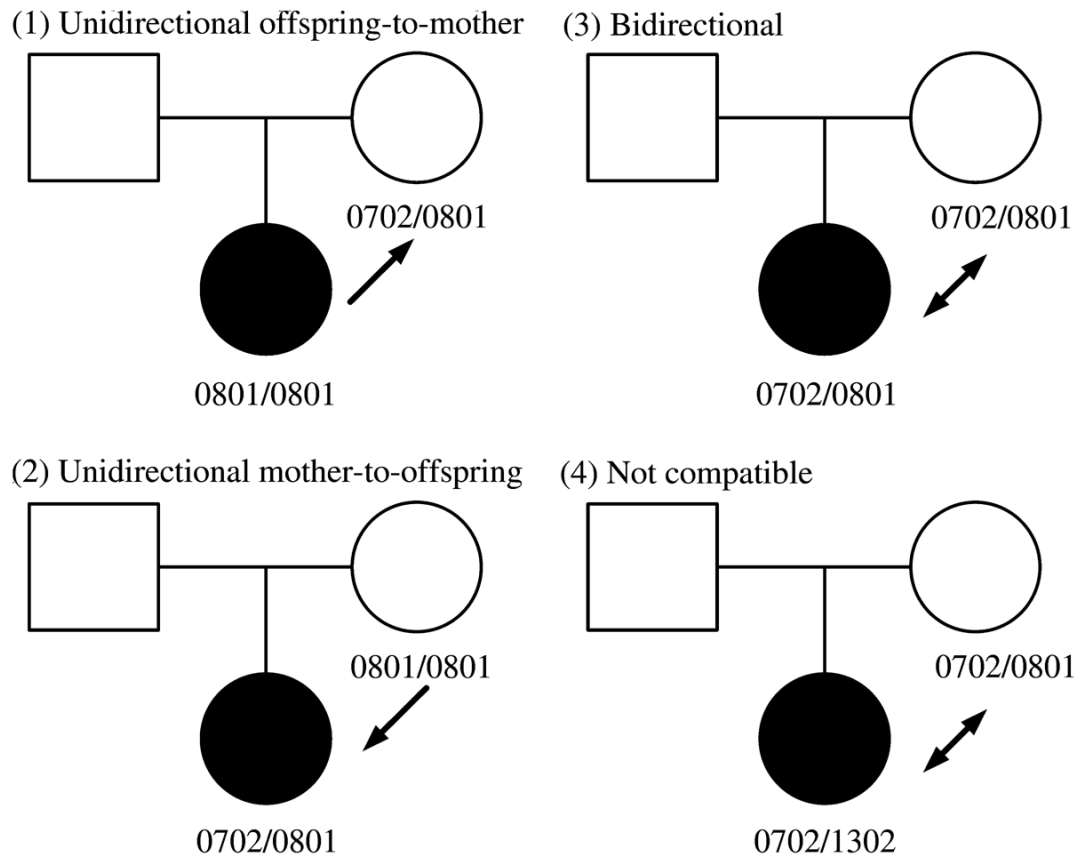 (1) Unidirectional offspring-to-mother
0702/0801
0801/0801
(2) Unidirectional mother-to-offspring
0801/0801
0702/0801
(3) Bidirectional
0702/0801
0702/0801
(4) Not compatible
0702/0801
0702/1302